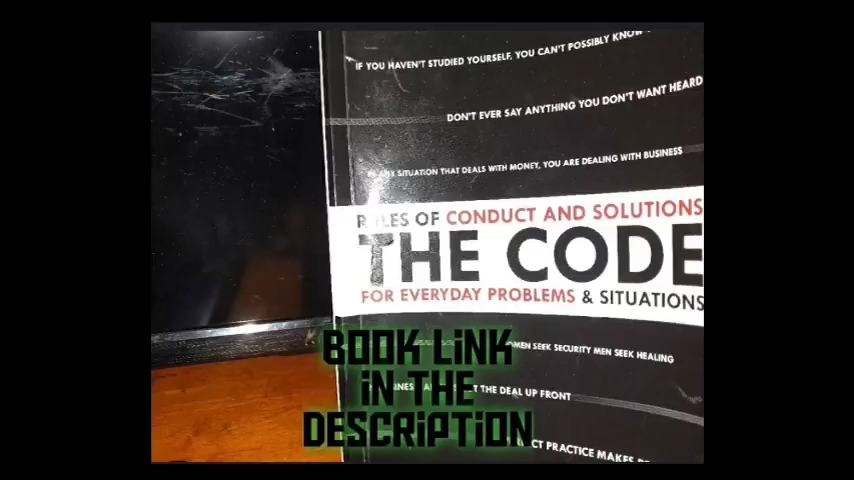 IF YOU HAVEN'T STUDIED YOURSELF, YOU CAN'T POSSIBLY KNOW
DON'T EVER SAY ANYTHING YOU DON'T WANT HEARD
ANY SITUATION THAT DEALS WITH MONEY, YOU ARE DEALING WITH BUSINESS
RULES OF CONDUCT AND SOLUTIONS
THE CODE
FOR EVERYDAY PROBLEMS & SITUATIONS
BOOK LINK
WOMEN SEEK SECURITY MEN SEEK HEALING
IN THE
THE DEAL UP FRONT
DESCRIPTION
PRACTICE MAKES